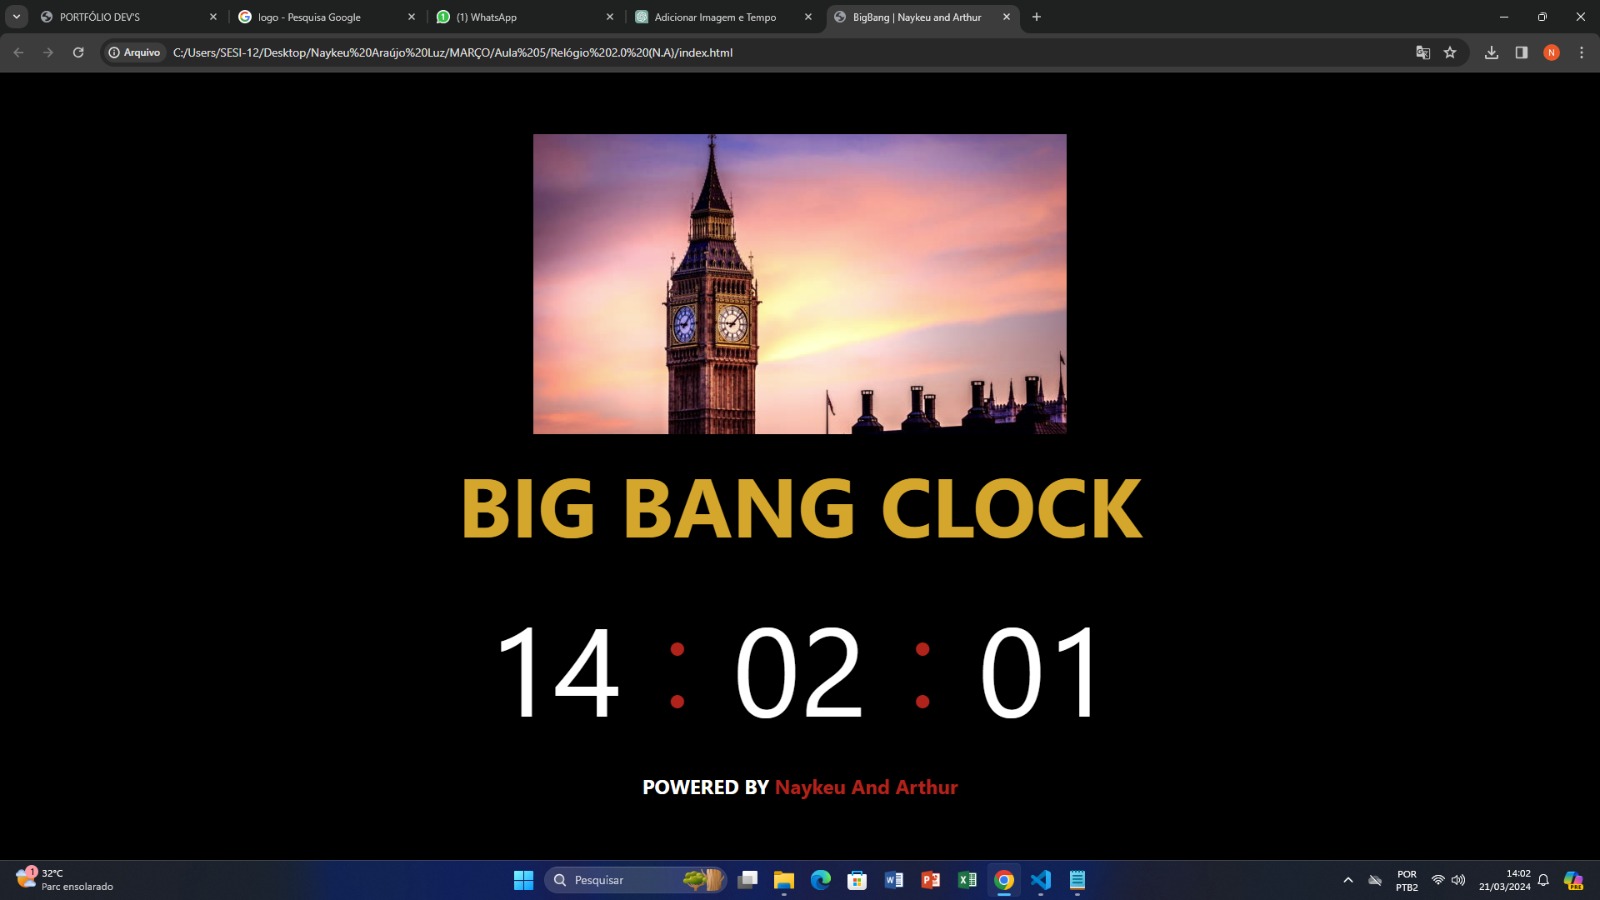 PORTFÓLIO DEV'S
logo - Pesquisa Google
(1) WhatsApp
Adicionar Imagem e Tempo
BigBang | Naykeu and Arthur
Arquivo
C:/Users/SESI-12/Desktop/Naykeu%20Araújo%20Luz/MARÇO/Aula%205/Relógio%202.0%20(N.A)/index.html
N
BIG BANG CLOCK
14 : 02 : 01
POWERED BY Naykeu And Arthur
1
32°C
Parc ensolarado
Pesquisar
POR
PTB2
14:02
21/03/2024
PRE